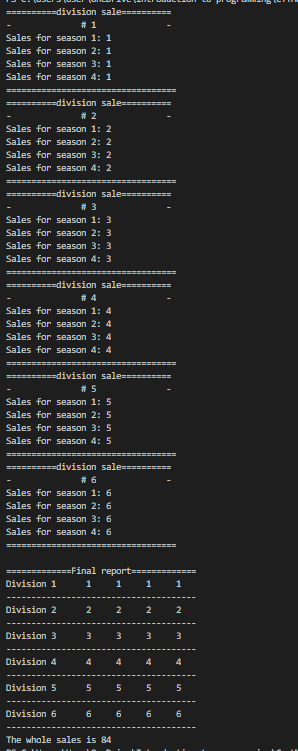 ==========division sale==========
-              # 1              -
Sales for season 1: 1
Sales for season 2: 1
Sales for season 3: 1
Sales for season 4: 1
==================================
==========division sale==========
-              # 2              -
Sales for season 1: 2
Sales for season 2: 2
Sales for season 3: 2
Sales for season 4: 2
==================================
==========division sale==========
-              # 3              -
Sales for season 1: 3
Sales for season 2: 3
Sales for season 3: 3
Sales for season 4: 3
==================================
==========division sale==========
-              # 4              -
Sales for season 1: 4
Sales for season 2: 4
Sales for season 3: 4
Sales for season 4: 4
==================================
==========division sale==========
-              # 5              -
Sales for season 1: 5
Sales for season 2: 5
Sales for season 3: 5
Sales for season 4: 5
==================================
==========division sale==========
-              # 6              -
Sales for season 1: 6
Sales for season 2: 6
Sales for season 3: 6
Sales for season 4: 6
==================================
=============Final report=============
Division 1      1     1     1     1
--------------------------------------
Division 2      2     2     2     2
--------------------------------------
Division 3      3     3     3     3
--------------------------------------
Division 4      4     4     4     4
--------------------------------------
Division 5      5     5     5     5
--------------------------------------
Division 6      6     6     6     6
--------------------------------------
The whole sales is 84